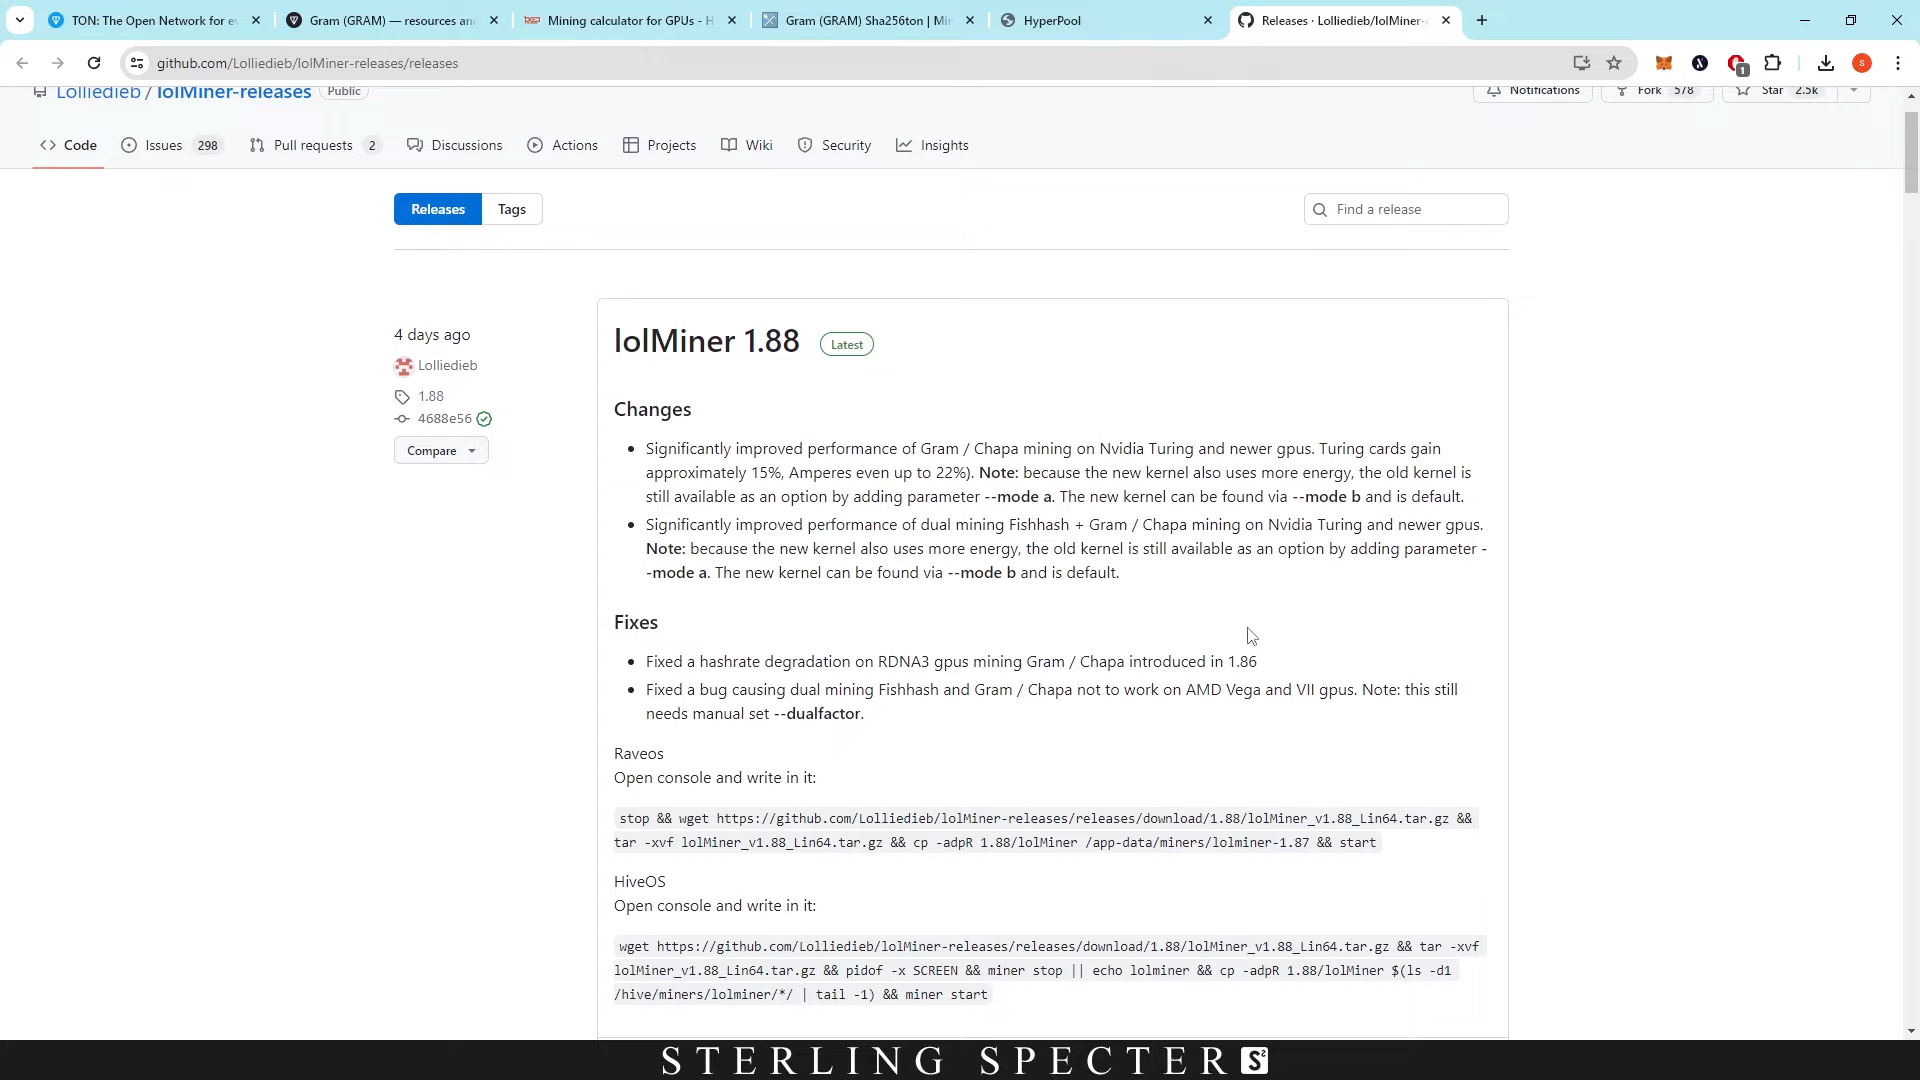 TON: The Open Network for e
Gram (GRAM) — resources an
Mining calculator for GPUs - H
Gram (GRAM) Sha256ton | Mi
HyperPool
Releases · Lolliedieb/lolMiner-
github.com/Lolliedieb/lolMiner-releases/releases
1
S
Lolliedieb / lolMiner-releases Public
Notifications
Fork 578
Star 2.5k
Code
Issues 298
Pull requests 2
Discussions
Actions
Projects
Wiki
Security
Insights
Releases
Tags
Find a release
4 days ago
Lolliedieb
1.88
4688e56
Compare
lolMiner 1.88 Latest
Changes
• Significantly improved performance of Gram / Chapa mining on Nvidia Turing and newer gpus. Turing cards gain
approximately 15%, Amperes even up to 22%). Note: because the new kernel also uses more energy, the old kernel is
still available as an option by adding parameter --mode a. The new kernel can be found via --mode b and is default.
• Significantly improved performance of dual mining Fishhash + Gram / Chapa mining on Nvidia Turing and newer gpus.
Note: because the new kernel also uses more energy, the old kernel is still available as an option by adding parameter -
-mode a. The new kernel can be found via --mode b and is default.
Fixes
• Fixed a hashrate degradation on RDNA3 gpus mining Gram / Chapa introduced in 1.86
• Fixed a bug causing dual mining Fishhash and Gram / Chapa not to work on AMD Vega and VII gpus. Note: this still
needs manual set --dualfactor.
Raveos
Open console and write in it:
stop && wget https://github.com/Lolliedieb/lolMiner-releases/releases/download/1.88/lolMiner_v1.88_Lin64.tar.gz &&
tar -xvf lolMiner_v1.88_Lin64.tar.gz && cp -adpR 1.88/lolMiner /app-data/miners/lolminer-1.87 && start
HiveOS
Open console and write in it:
wget https://github.com/Lolliedieb/lolMiner-releases/releases/download/1.88/lolMiner_v1.88_Lin64.tar.gz && tar -xvf
lolMiner_v1.88_Lin64.tar.gz && pidof -x SCREEN && miner stop || echo lolminer && cp -adpR 1.88/lolMiner $(ls -d1
/hive/miners/lolminer/*/ | tail -1) && miner start
STERLING SPECTER